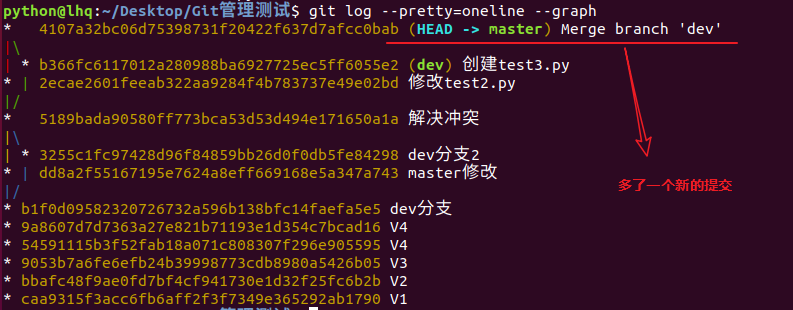 python@lhq:~/Desktop/Git管理测试$ git log --pretty=oneline --graph
*   4107a32bc06d75398731f20422f637d7afcc0bab (HEAD -> master) Merge branch 'dev'
|\
| * b366fc6117012a280988ba6927725ec5ff6055e2 (dev) 创建test3.py
* | 2ecae2601feeab322aa9284f4b783737e49e02bd 修改test2.py
|/
*   5189bada90580ff773bca53d53d494e171650a1a 解决冲突
|\
| * 3255c1fc97428d96f84859bb26d0f0db5fe84298 dev分支2
* | dd8a2f55167195e7624a8eff669168e5a347a743 master修改
|/
多了一个新的提交
* b1f0d09582320726732a596b138bfc14faefa5e5 dev分支
* 9a8607d7d7363a27e821b71193e1d354c7bcad16 V4
* 54591115b3f52fab18a071c808307f296e905595 V4
* 9053b7a6fe6efb24b39998773cdb8980a5426b05 V3
* bbafc48f9ae0fd7bf4cf941730e1d32f25fc6b2b V2
* caa9315f3acc6fb6aff2f3f7349e365292ab1790 V1